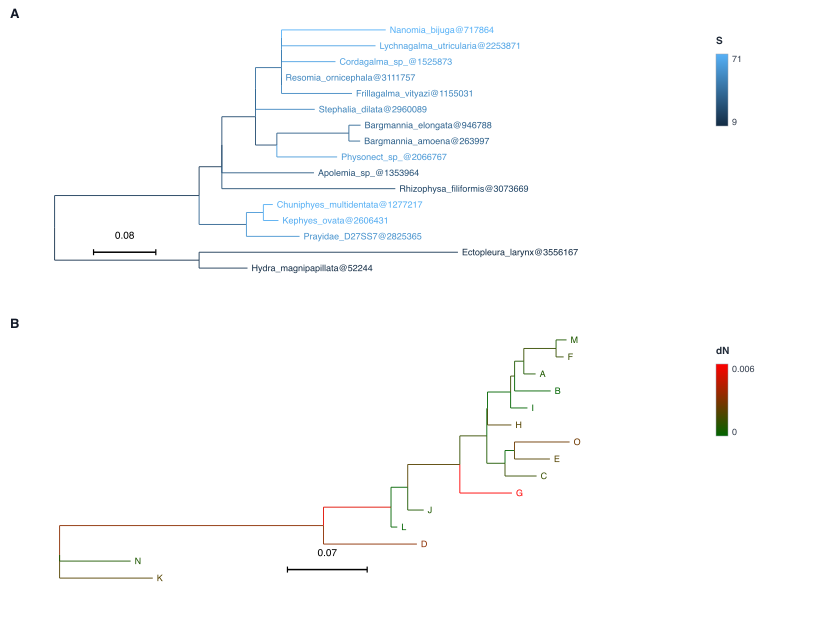 A
Nanomia_bijuga@717864
Lychnagalma_utricularia@2253871
Cordagalma_sp_@1525873
Resomia_ornicephala@3111757
Frillagalma_vityazi@1155031
Stephalia_dilata@2960089
Bargmannia_elongata@946788
Bargmannia_amoena@263997
Physonect_sp_@2066767
Apolemia_sp_@1353964
Rhizophysa_filiformis@3073669
Chuniphyes_multidentata@1277217
Kephyes_ovata@2606431
Prayidae_D27SS7@2825365
Ectopleura_larynx@3556167
Hydra_magnipapillata@52244
0.08
S
71
9
B
M
F
A
B
I
H
O
E
C
G
J
L
D
N
K
0.07
dN
0.006
0